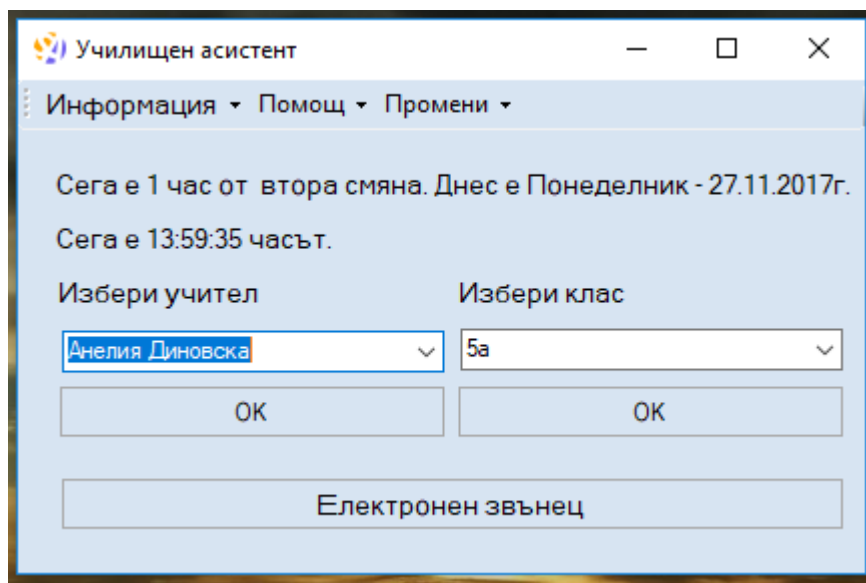 Училищен асистент
Информация Помощ Промени
Сега е 1 час от втора смяна. Днес е Понеделник - 27.11.2017г.
Сега е 13:59:35 часът.
Избери учител Избери клас
Анелия Диновска 5а
OK OK
Електронен звънец